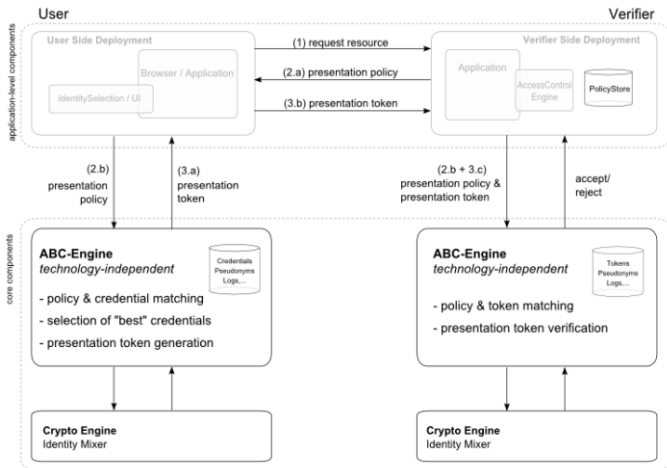 User
Verifier
application-level components
User Side Deployment
Browser / Application
IdentitySelection / UI
(1) request resource
(2.a) presentation policy
(3.b) presentation token
Verifier Side Deployment
Application
AccessControl
Engine
PolicyStore
(2.b)
presentation
policy
(3.a)
presentation
token
(2.b + 3.c)
presentation policy &
presentation token
accept/
reject
core components
ABC-Engine
technology-independent
Credentials
Pseudonyms
Logs,...
- policy & credential matching
- selection of "best" credentials
- presentation token generation
ABC-Engine
technology-independent
Tokens
Pseudonyms
Logs,...
- policy & token matching
- presentation token verification
Crypto Engine
Identity Mixer
Crypto Engine
Identity Mixer